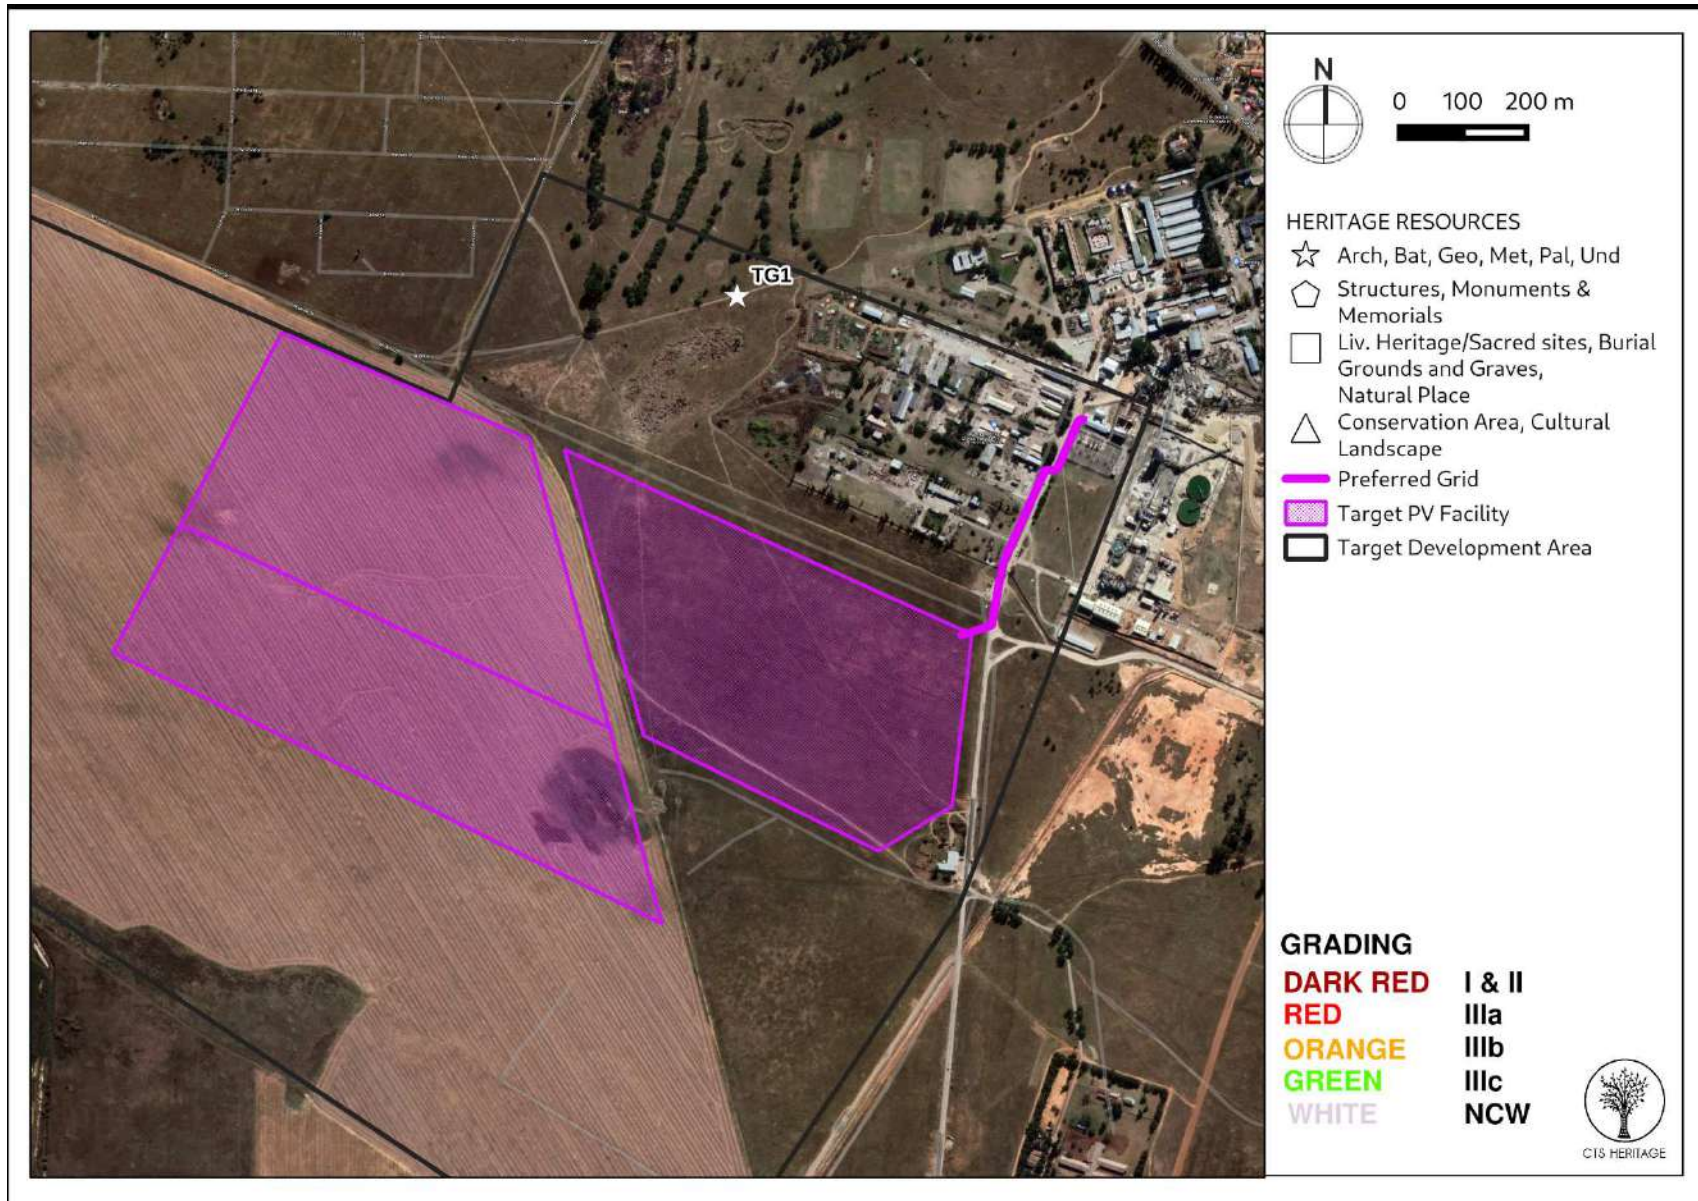 TG1
N
0 100 200 m
HERITAGE RESOURCES
Arch, Bat, Geo, Met, Pal, Und
Structures, Monuments &
Memorials
Liv. Heritage/Sacred sites, Burial
Grounds and Graves,
Natural Place
Conservation Area, Cultural
Landscape
Preferred Grid
Target PV Facility
Target Development Area
GRADING
DARK RED I & II
RED IIIa
ORANGE IIIb
GREEN IIIc
WHITE NCW
CTS HERITAGE